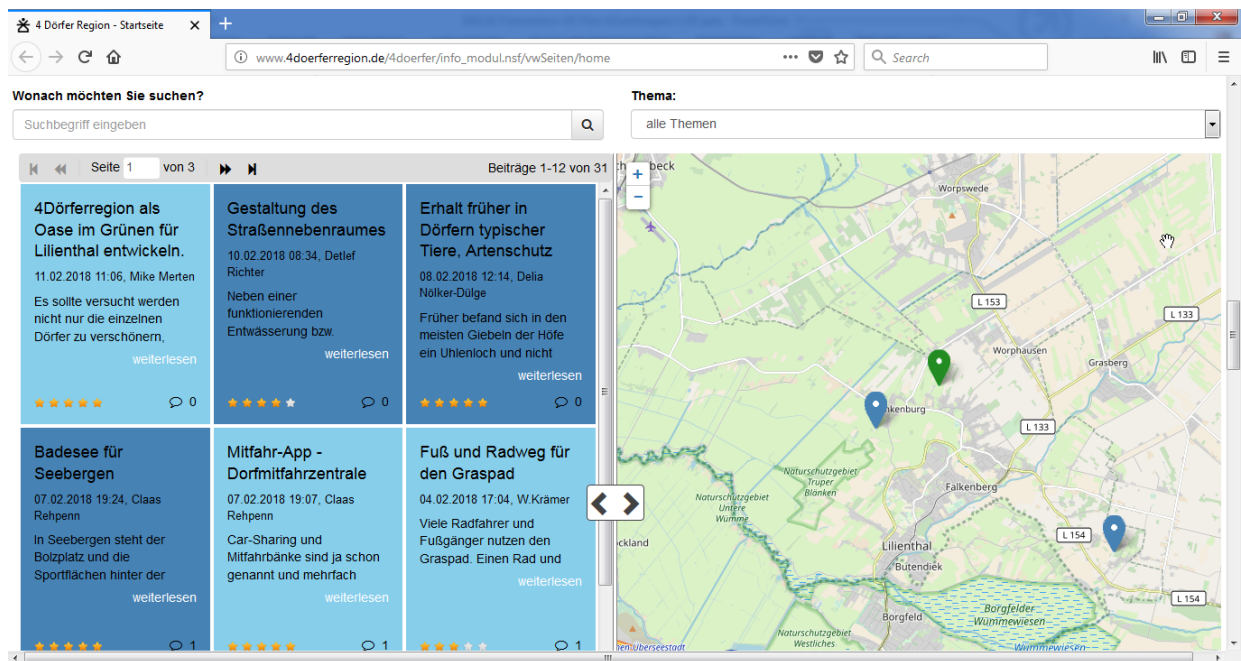 4 Dörfer Region - Startseite
www.4doerferregion.de/4doerfer/info_modul.nsf/vwSeiten/home
Search
Wonach möchten Sie suchen?
Thema:
Suchbegriff eingeben
alle Themen
Seite 1 von 3
Beiträge 1-12 von 31
4Dörferregion als
Oase im Grünen für
Lilienthal entwickeln.
11.02.2018 11:06, Mike Merten
Es sollte versucht werden
nicht nur die einzelnen
Dörfer zu verschönern,
weiterlesen
0
Gestaltung des
Straßennebenraumes
10.02.2018 08:34, Detlef
Richter
Neben einer
funktionierenden
Entwässerung bzw.
weiterlesen
0
Erhalt früher in
Dörfern typischer
Tiere, Artenschutz
08.02.2018 12:14, Delia
Nölker-Dülge
Früher befand sich in den
meisten Giebeln der Höfe
ein Uhlenloch und nicht
weiterlesen
0
Badesee für
Seebergen
07.02.2018 19:24, Claas
Rehpenn
In Seebergen steht der
Bolzplatz und die
Sportflächen hinter der
weiterlesen
1
Mitfahr-App -
Dorfmitfahrzentrale
07.02.2018 19:07, Claas
Rehpenn
Car-Sharing und
Mitfahrbänke sind ja schon
genannt und mehrfach
weiterlesen
1
Fuß und Radweg für
den Graspad
04.02.2018 17:04, W.Krämer
Viele Radfahrer und
Fußgänger nutzen den
Graspad. Einen Rad und
weiterlesen
1
+
−
beck
Worpswede
L 153
L 133
Worphausen
Grasberg
kenburg
L 133
Naturschutzgebiet
Truper
Blänken
Falkenberg
Naturschutzgebiet
Untere
Wümme
ckland
L 154
Lilienthal
Butendiek
L 154
Borgfelder
Wümmewiesen
Borgfeld
Naturschutzgebiet
Westliches
Wümmewiesen
hen Überseestadt